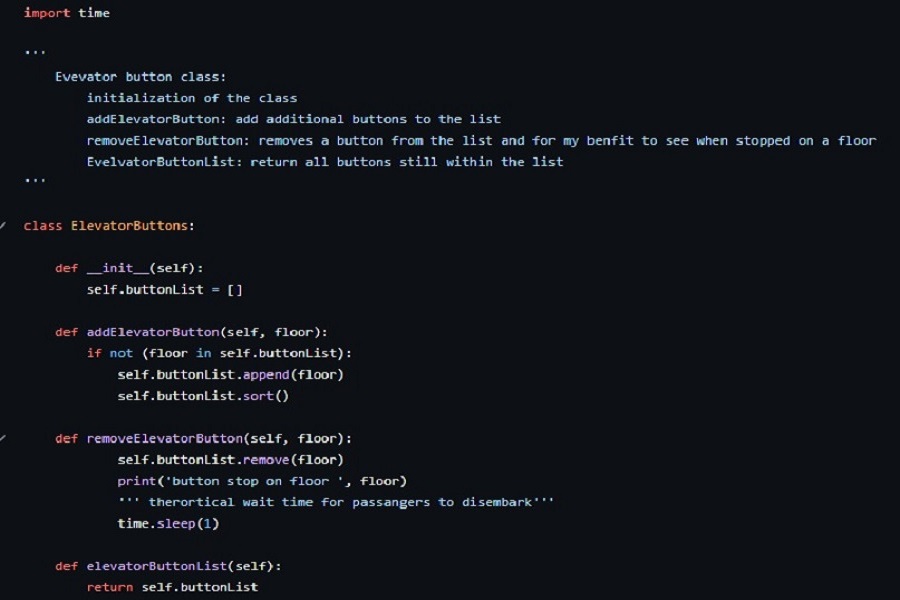 import time
'''
    Evevator button class:
        initialization of the class
        addElevatorButton: add additional buttons to the list
        removeElevatorButton: removes a button from the list and for my benfit to see when stopped on a floor
        EvelvatorButtonList: return all buttons still within the list
'''
class ElevatorButtons:
    def __init__(self):
        self.buttonList = []
    def addElevatorButton(self, floor):
        if not (floor in self.buttonList):
            self.buttonList.append(floor)
            self.buttonList.sort()
    def removeElevatorButton(self, floor):
            self.buttonList.remove(floor)
            print('button stop on floor ', floor)
            ''' therortical wait time for passangers to disembark'''
            time.sleep(1)
    def elevatorButtonList(self):
        return self.buttonList